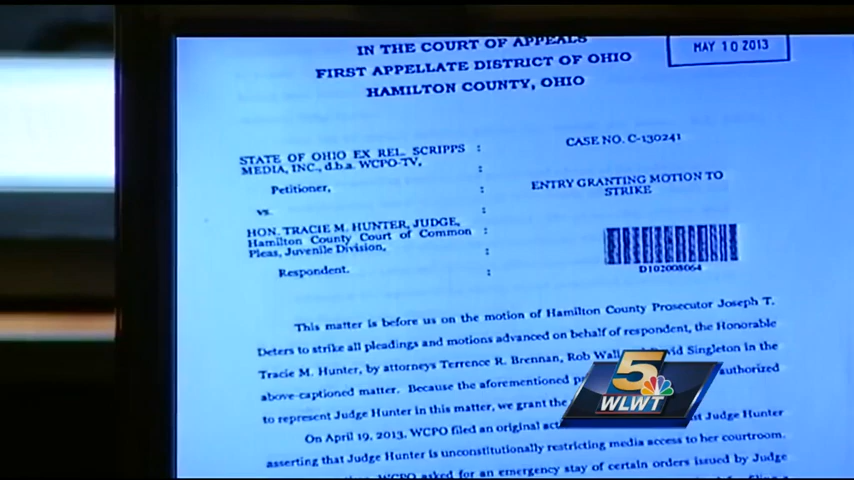 IN THE COURT OF APPEALS
FIRST APPELLATE DISTRICT OF OHIO
HAMILTON COUNTY, OHIO
MAY 10 2013
STATE OF OHIO EX REL. SCRIPPS :
MEDIA, INC., d.b.a. WCPO-TV, :
Petitioner, :
vs. :
HON. TRACIE M. HUNTER, JUDGE, :
Hamilton County Court of Common
Pleas, Juvenile Division, :
Respondent. :
CASE NO. C-130241
ENTRY GRANTING MOTION TO
STRIKE
D102008064
This matter is before us on the motion of Hamilton County Prosecutor Joseph T.
Deters to strike all pleadings and motions advanced on behalf of respondent, the Honorable
Tracie M. Hunter, by attorneys Terrence R. Brennan, Rob Singleton in the
above-captioned matter. Because the aforementioned authorized
to represent Judge Hunter in this matter, we grant the
On April 19, 2013, WCPO filed an original Judge Hunter
asserting that Judge Hunter is unconstitutionally restricting media access to her courtroom.
WCPO asked for an emergency stay of certain orders issued by Judge
5
WLWT